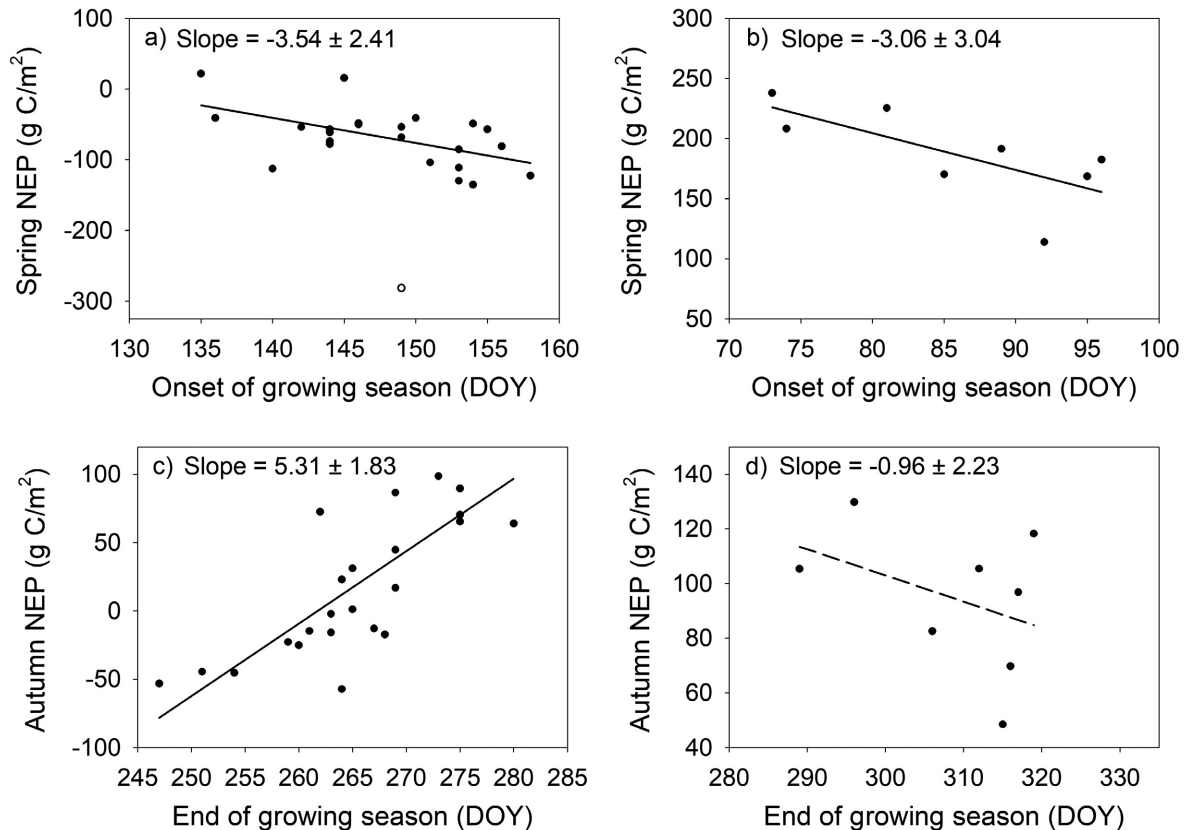 a) Slope = -3.54 ± 2.41
100
0
-100
-200
-300
Spring NEP (g C/m²)
130 135 140 145 150 155 160
Onset of growing season (DOY)
b) Slope = -3.06 ± 3.04
300
250
200
150
100
50
Spring NEP (g C/m²)
70 75 80 85 90 95 100
Onset of growing season (DOY)
c) Slope = 5.31 ± 1.83
100
50
0
-50
-100
Autumn NEP (g C/m²)
245 250 255 260 265 270 275 280 285
End of growing season (DOY)
d) Slope = -0.96 ± 2.23
140
120
100
80
60
40
Autumn NEP (g C/m²)
280 290 300 310 320 330
End of growing season (DOY)